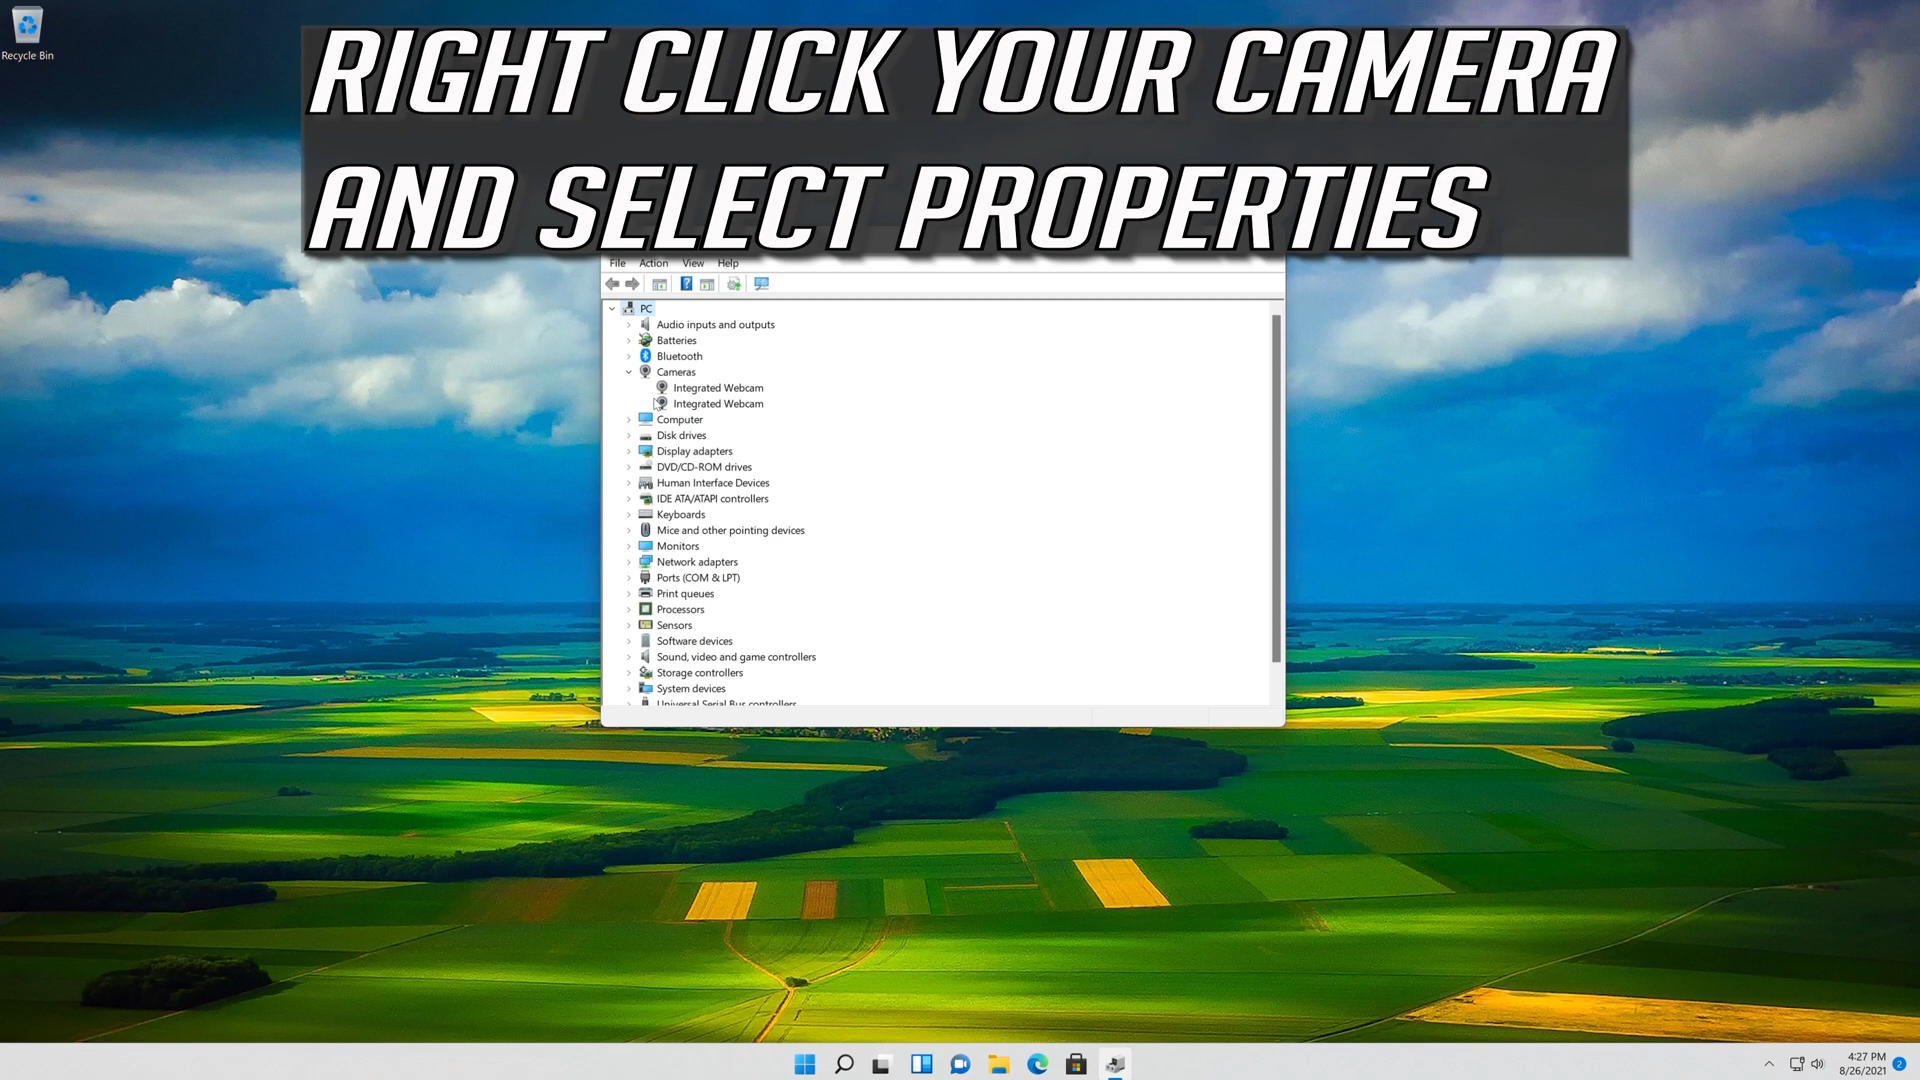 Recycle Bin
RIGHT CLICK YOUR CAMERA
AND SELECT PROPERTIES
File Action View Help
PC
Audio inputs and outputs
Batteries
Bluetooth
Cameras
Integrated Webcam
Integrated Webcam
Computer
Disk drives
Display adapters
DVD/CD-ROM drives
Human Interface Devices
IDE ATA/ATAPI controllers
Keyboards
Mice and other pointing devices
Monitors
Network adapters
Ports (COM & LPT)
Print queues
Processors
Sensors
Software devices
Sound, video and game controllers
Storage controllers
System devices
Universal Serial Bus controllers
4:27 PM
8/26/2021
2